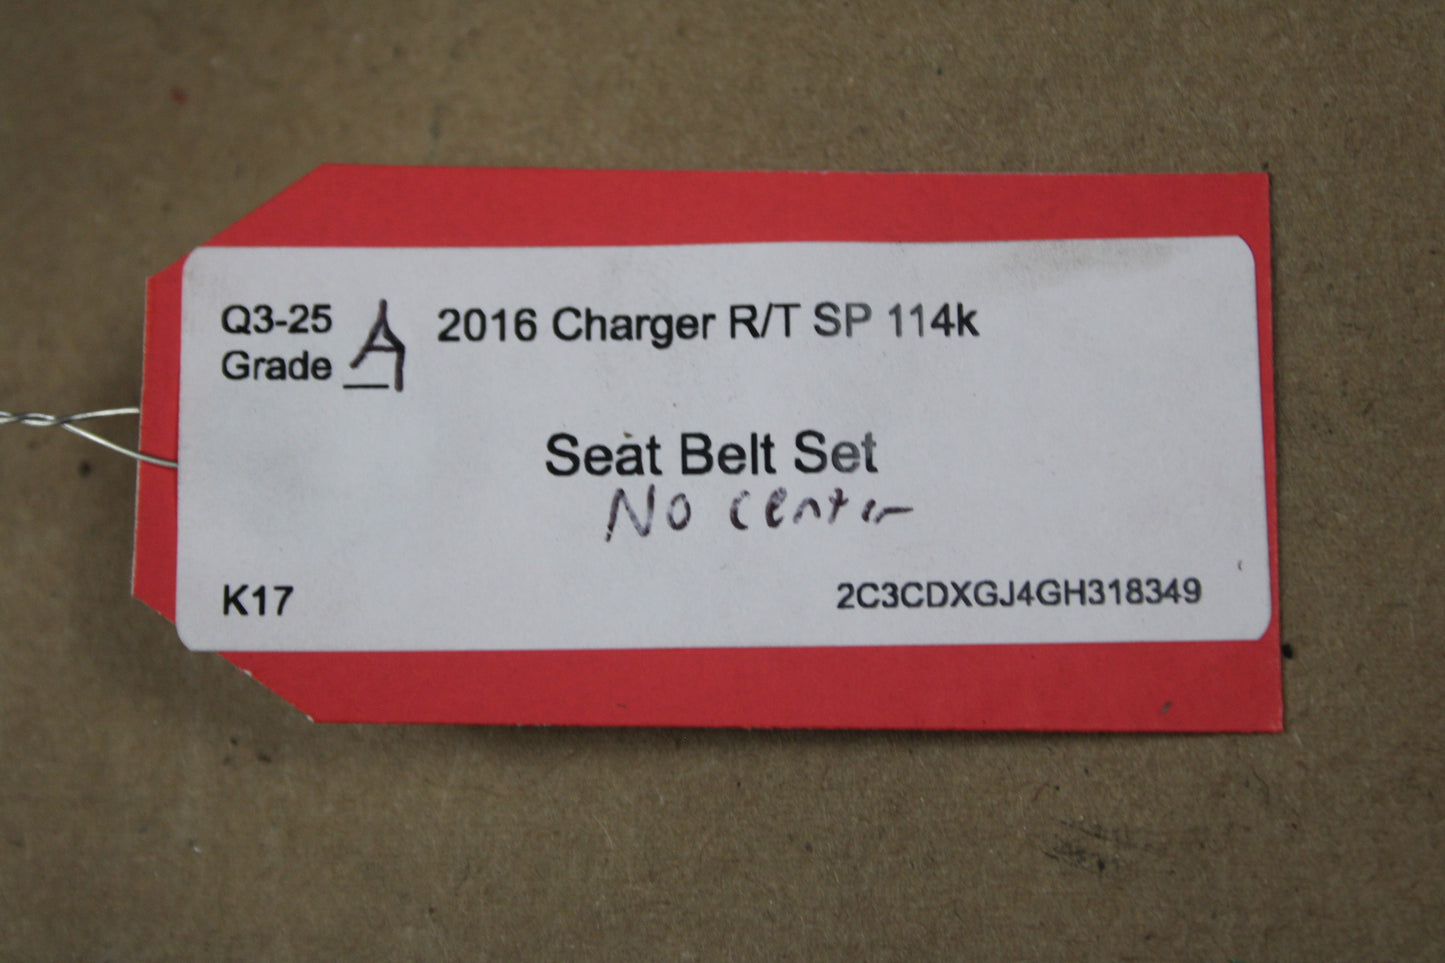 Q3-25
Grade A
2016 Charger R/T SP 114k
Seat Belt Set
No center
K17
2C3CDXGJ4GH318349